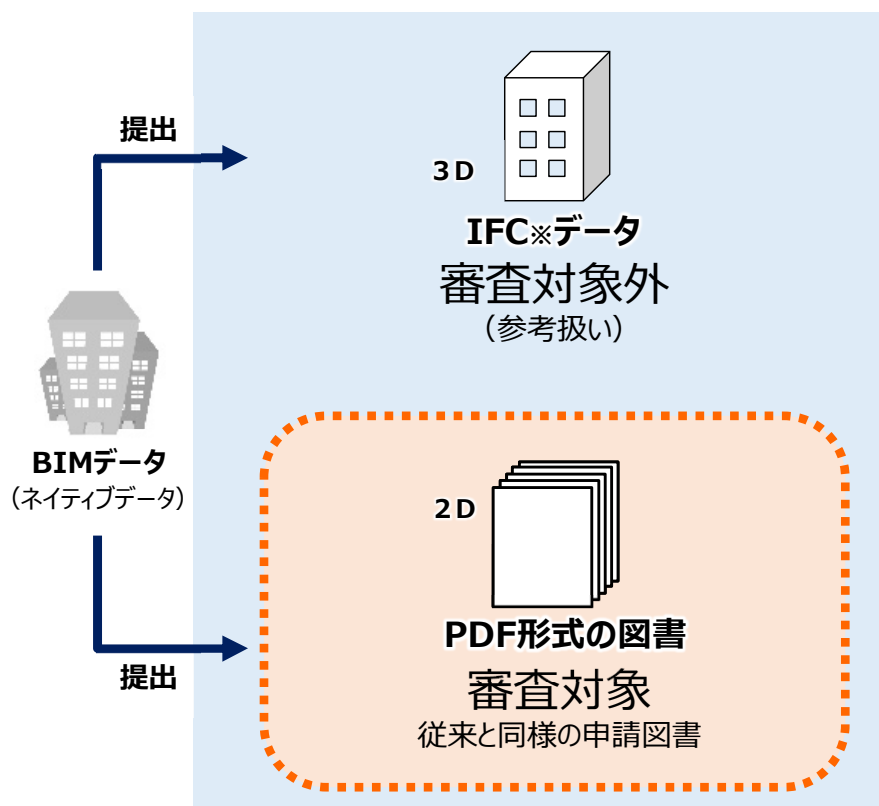 提出
3D
IFC※データ
審査対象外
（参考扱い）
BIMデータ
（ネイティブデータ）
2D
PDF形式の図書
審査対象
従来と同様の申請図書
提出